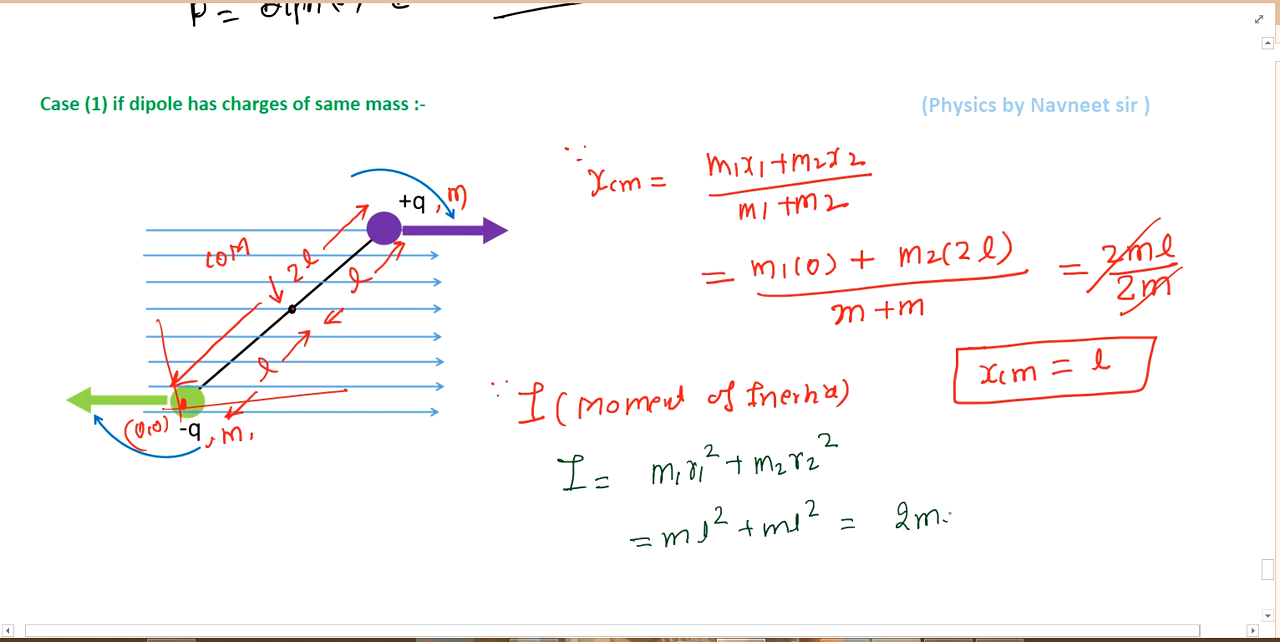 P =
Case (1) if dipole has charges of same mass :-
(Physics by Navneet sir )
+q , m
COM
2l
l
l
(0,0) -q , m,
∵ xcm = m1x1+m2x2 / m1+m2
= m1(0) + m2(2l) / m+m = 2ml / 2m
xcm = l
∵ I (Moment of Inertia)
I = m1r1² + m2r2²
= ml² + ml² = 2m